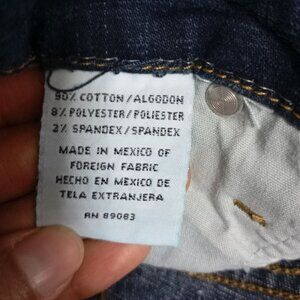 90% COTTON/ALGODON
8% POLYESTER/POLIESTER
2% SPANDEX/SPANDEX
MADE IN MEXICO OF
FOREIGN FABRIC
HECHO EN MEXICO DE
TELA EXTRANJERA
RN 89083